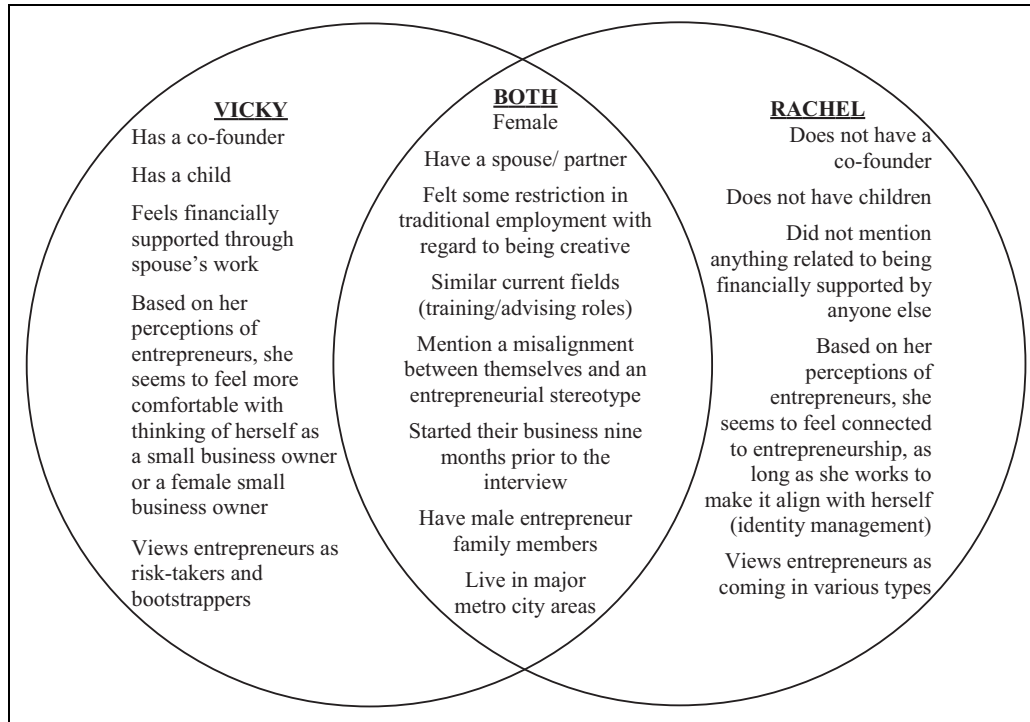 VICKY
Has a co-founder
Has a child
Feels financially
supported through
spouse's work
Based on her
perceptions of
entrepreneurs, she
seems to feel more
comfortable with
thinking of herself as
a small business owner
or a female small
business owner
Views entrepreneurs as
risk-takers and
bootstrappers
BOTH
Female
Have a spouse/ partner
Felt some restriction in
traditional employment with
regard to being creative
Similar current fields
(training/advising roles)
Mention a misalignment
between themselves and an
entrepreneurial stereotype
Started their business nine
months prior to the
interview
Have male entrepreneur
family members
Live in major
metro city areas
RACHEL
Does not have a
co-founder
Does not have children
Did not mention
anything related to being
financially supported by
anyone else
Based on her
perceptions of
entrepreneurs, she
seems to feel connected
to entrepreneurship, as
long as she works to
make it align with herself
(identity management)
Views entrepreneurs as
coming in various types